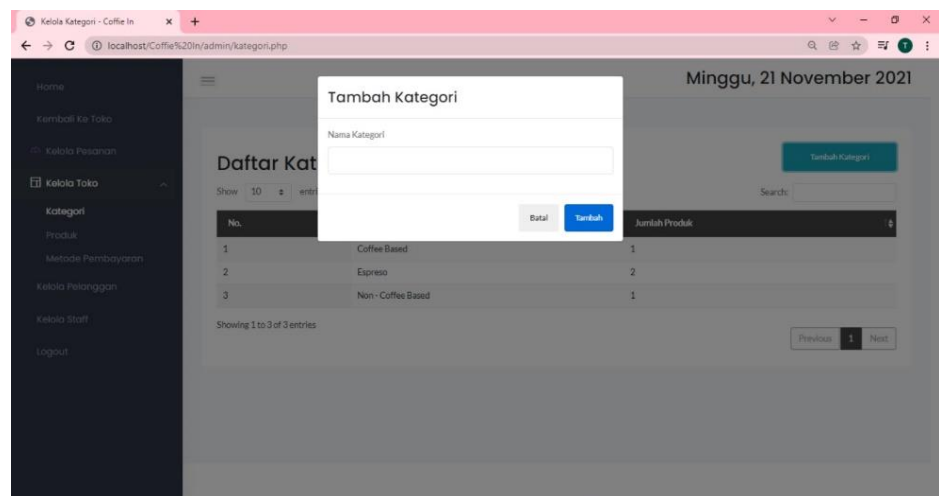 Kelola Kategori - Coffie In
localhost/Coffie%20In/admin/kategori.php
T
Home
Kembali Ke Toko
Kelola Pesanan
Kelola Toko
Kategori
Produk
Metode Pembayaran
Kelola Pelanggan
Kelola Staff
Logout
Minggu, 21 November 2021
Tambah Kategori
Nama Kategori
Batal Tambah
Daftar Kat
Tambah Kategori
Show 10 entri
Search:
No. Jumlah Produk
1 Coffee Based 1
2 Espreso 2
3 Non - Coffee Based 1
Showing 1 to 3 of 3 entries
Previous 1 Next